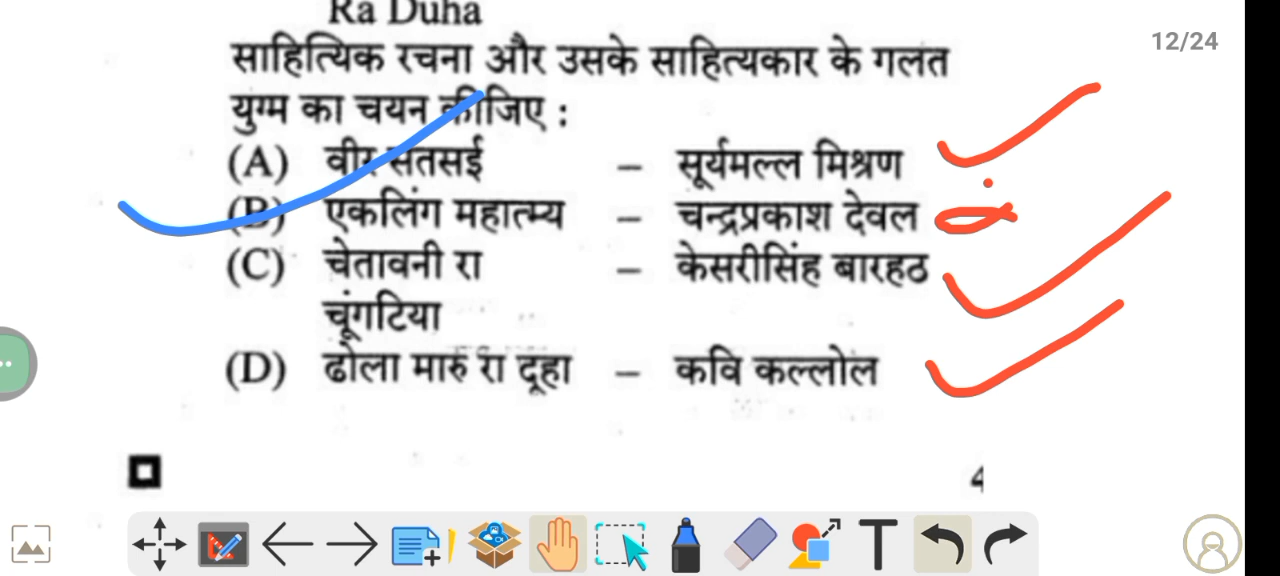 Ra Duha
12/24
साहित्यिक रचना और उसके साहित्यकार के गलत
युग्म का चयन कीजिए :
(A) वीर सतसई – सूर्यमल्ल मिश्रण
(B) एकलिंग महात्म्य – चन्द्रप्रकाश देवल
(C) चेतावनी रा – केसरीसिंह बारहठ
चूंगटिया
(D) ढोला मारु रा दूहा – कवि कल्लोल
4
T